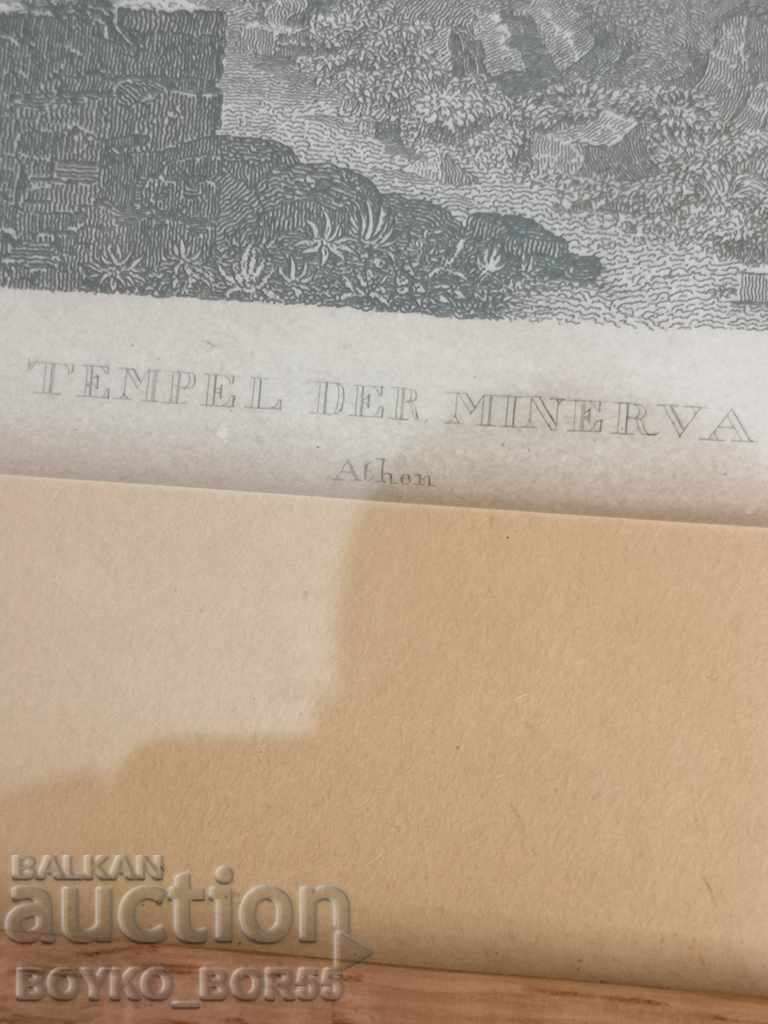 TEMPEL DER MINERVA
Athen
BALKAN
auction
BOYKO_BOR55